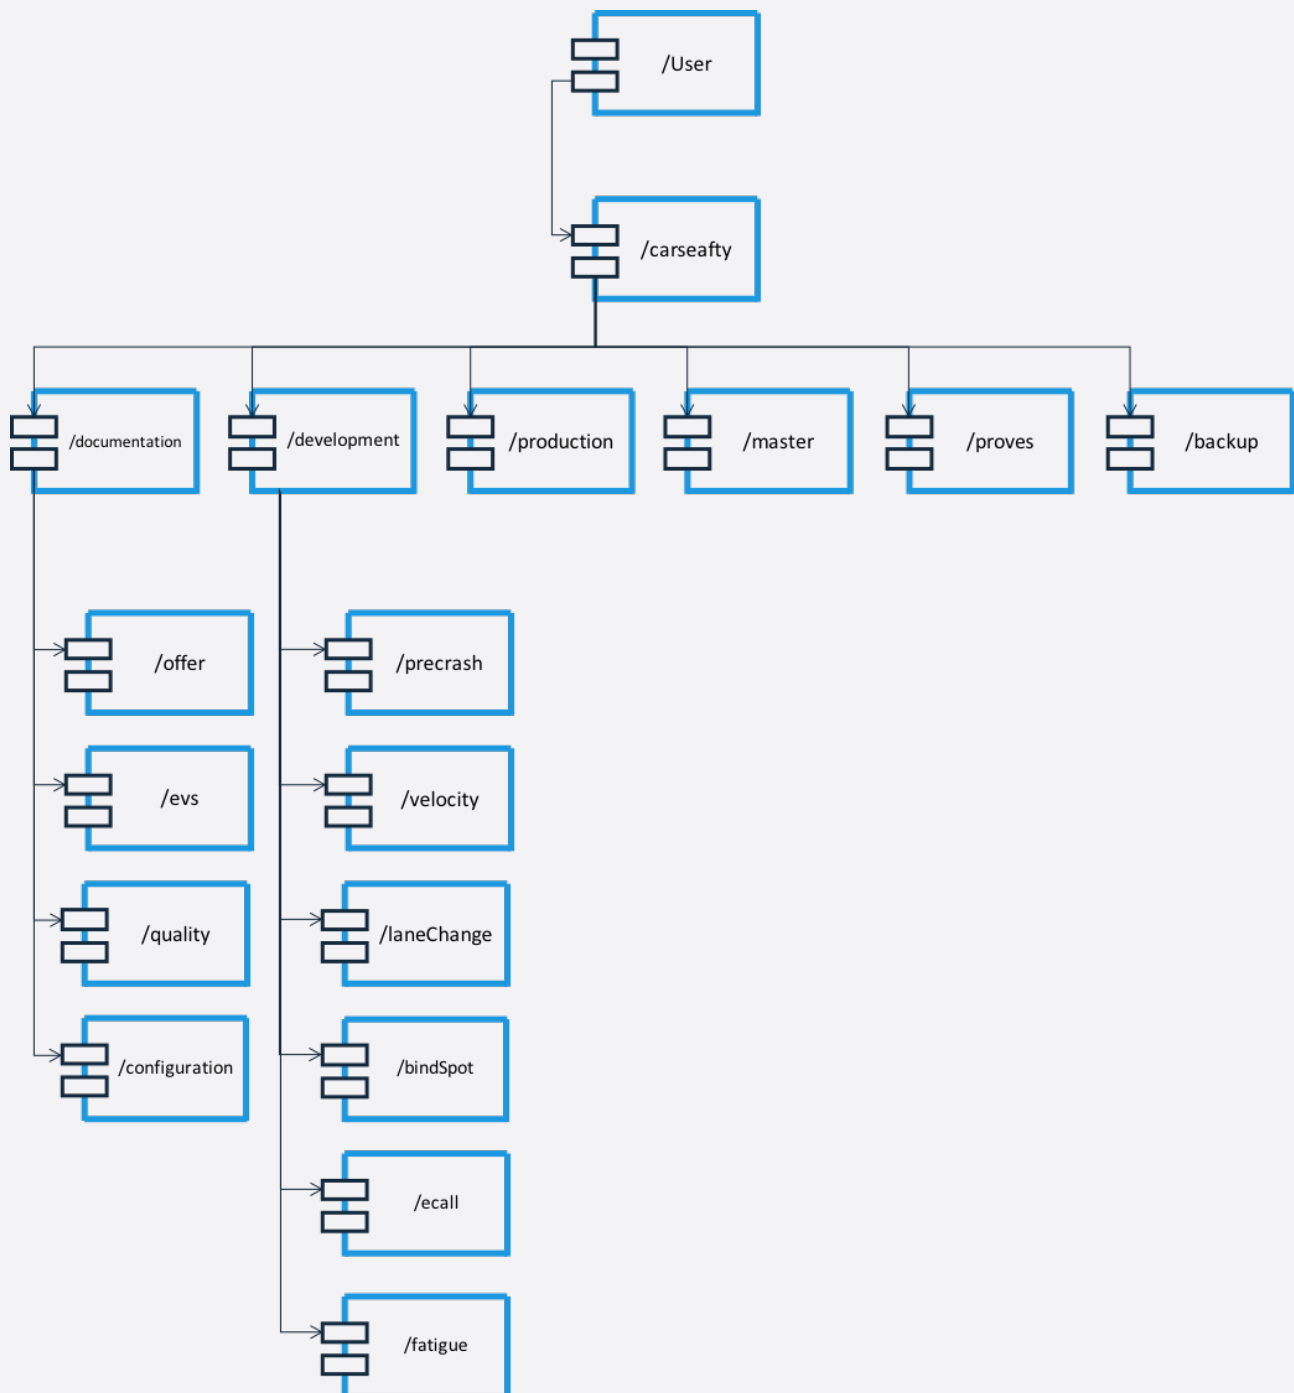 /User
/carseafty
/documentation
/development
/production
/master
/proves
/backup
/offer
/precrash
/evs
/velocity
/quality
/laneChange
/configuration
/bindSpot
/ecall
/fatigue